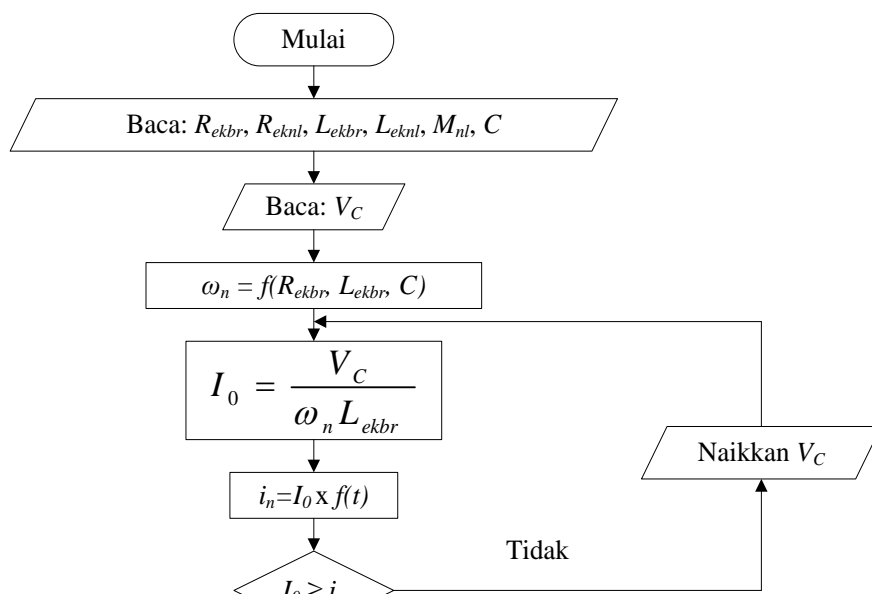 Mulai
Baca: R_ekbr, R_eknl, L_ekbr, L_eknl, M_nl, C
Baca: V_C
ω_n = f(R_ekbr, L_ekbr, C)
I_0 = V_C / ω_n L_ekbr
Naikkan V_C
i_n=I_0 x f(t)
Tidak